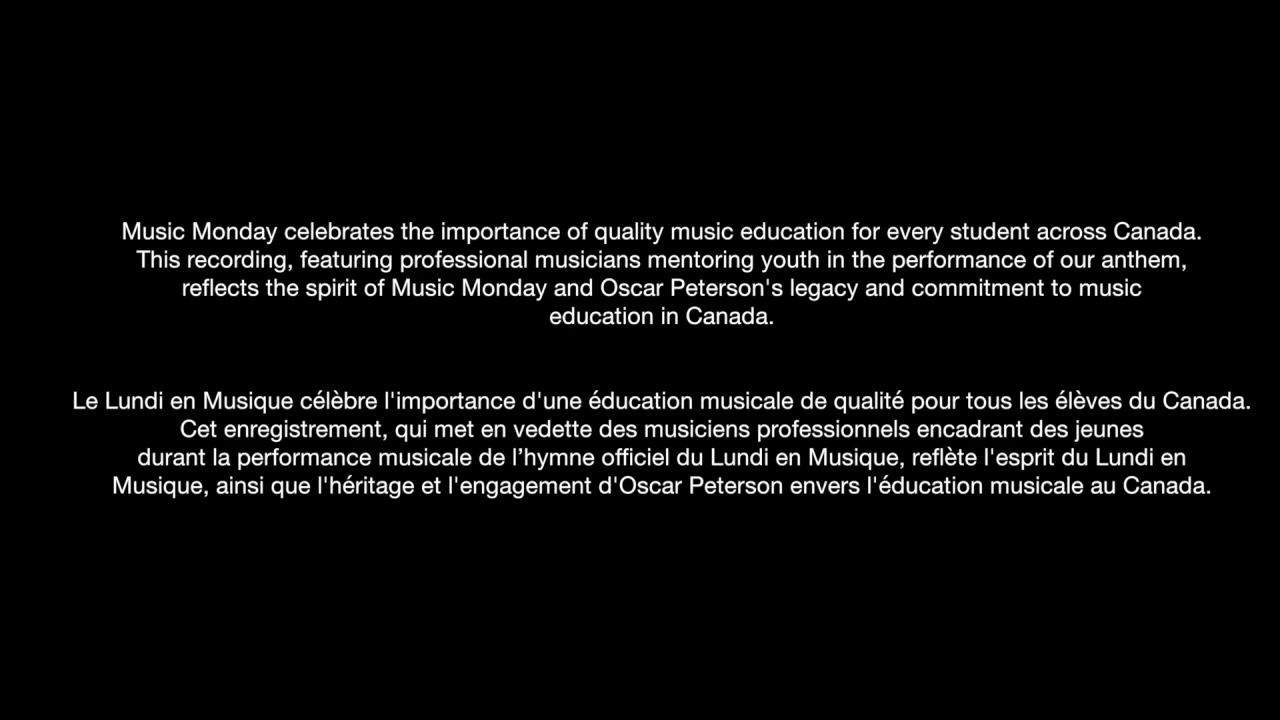 Music Monday celebrates the importance of quality music education for every student across Canada.
This recording, featuring professional musicians mentoring youth in the performance of our anthem,
reflects the spirit of Music Monday and Oscar Peterson's legacy and commitment to music
education in Canada.
Le Lundi en Musique célèbre l'importance d'une éducation musicale de qualité pour tous les élèves du Canada.
Cet enregistrement, qui met en vedette des musiciens professionnels encadrant des jeunes
durant la performance musicale de l’hymne officiel du Lundi en Musique, reflète l'esprit du Lundi en
Musique, ainsi que l'héritage et l'engagement d'Oscar Peterson envers l'éducation musicale au Canada.